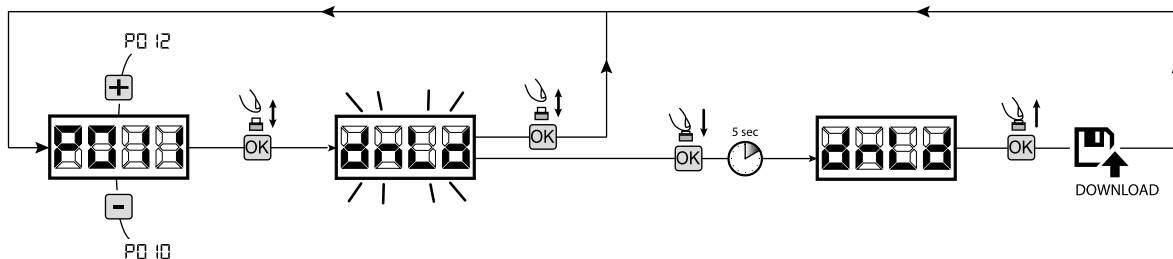 P012
+
P011
OK
dnLd
OK
OK
5 sec
dnLd
OK
DOWNLOAD
-
P010